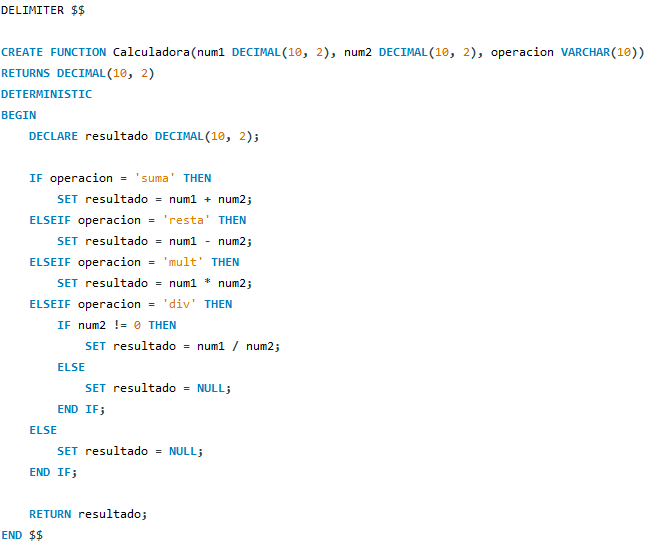 DELIMITER $$

CREATE FUNCTION Calculadora(num1 DECIMAL(10, 2), num2 DECIMAL(10, 2), operacion VARCHAR(10))
RETURNS DECIMAL(10, 2)
DETERMINISTIC
BEGIN
    DECLARE resultado DECIMAL(10, 2);

    IF operacion = 'suma' THEN
        SET resultado = num1 + num2;
    ELSEIF operacion = 'resta' THEN
        SET resultado = num1 - num2;
    ELSEIF operacion = 'mult' THEN
        SET resultado = num1 * num2;
    ELSEIF operacion = 'div' THEN
        IF num2 != 0 THEN
            SET resultado = num1 / num2;
        ELSE
            SET resultado = NULL;
        END IF;
    ELSE
        SET resultado = NULL;
    END IF;

    RETURN resultado;
END $$